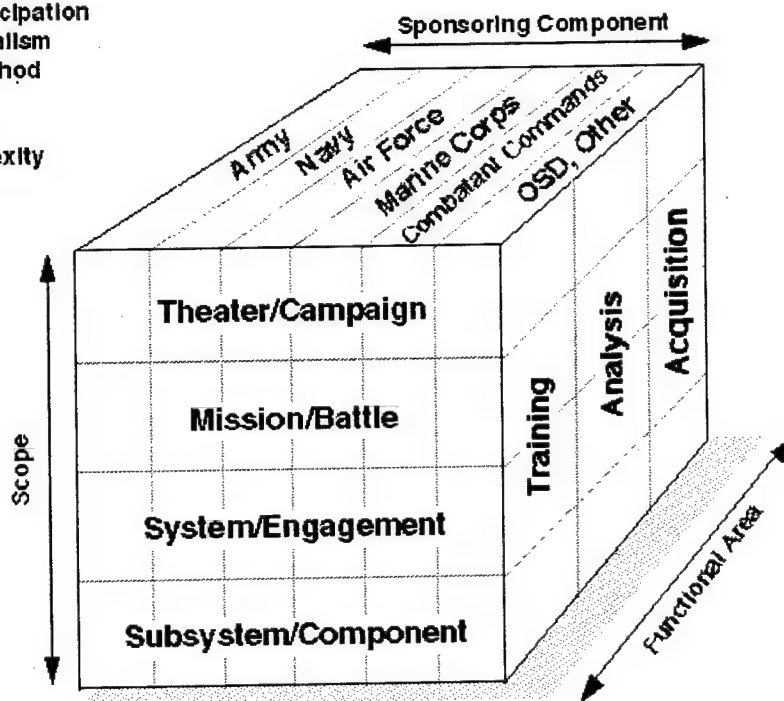 Sponsoring Component
Army
Navy
Air Force
Marine Corps
Combatant Commands
OSD, Other
Scope
Theater/Campaign
Mission/Battle
System/Engagement
Subsystem/Component
Training
Analysis
Acquisition
Functional Area